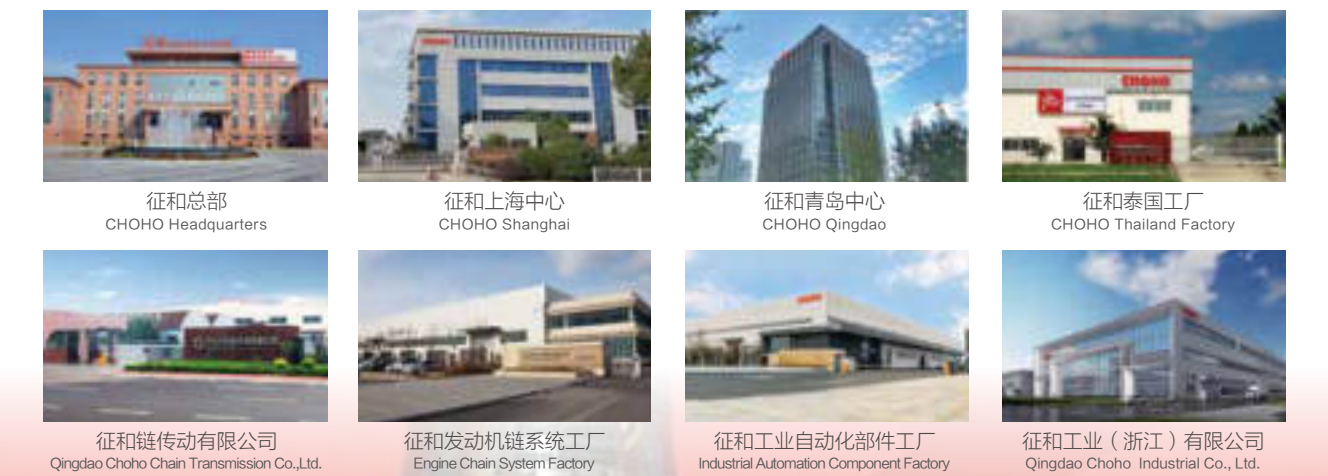 CHOHO
征和总部
CHOHO Headquarters
征和上海中心
CHOHO Shanghai
征和青岛中心
CHOHO Qingdao
征和泰国工厂
CHOHO Thailand Factory
CHOHO
征和链传动有限公司
Qingdao Choho Chain Transmission Co.,Ltd.
征和发动机链系统工厂
Engine Chain System Factory
征和工业自动化部件工厂
Industrial Automation Component Factory
征和工业（浙江）有限公司
Qingdao Choho Industrial Co., Ltd.